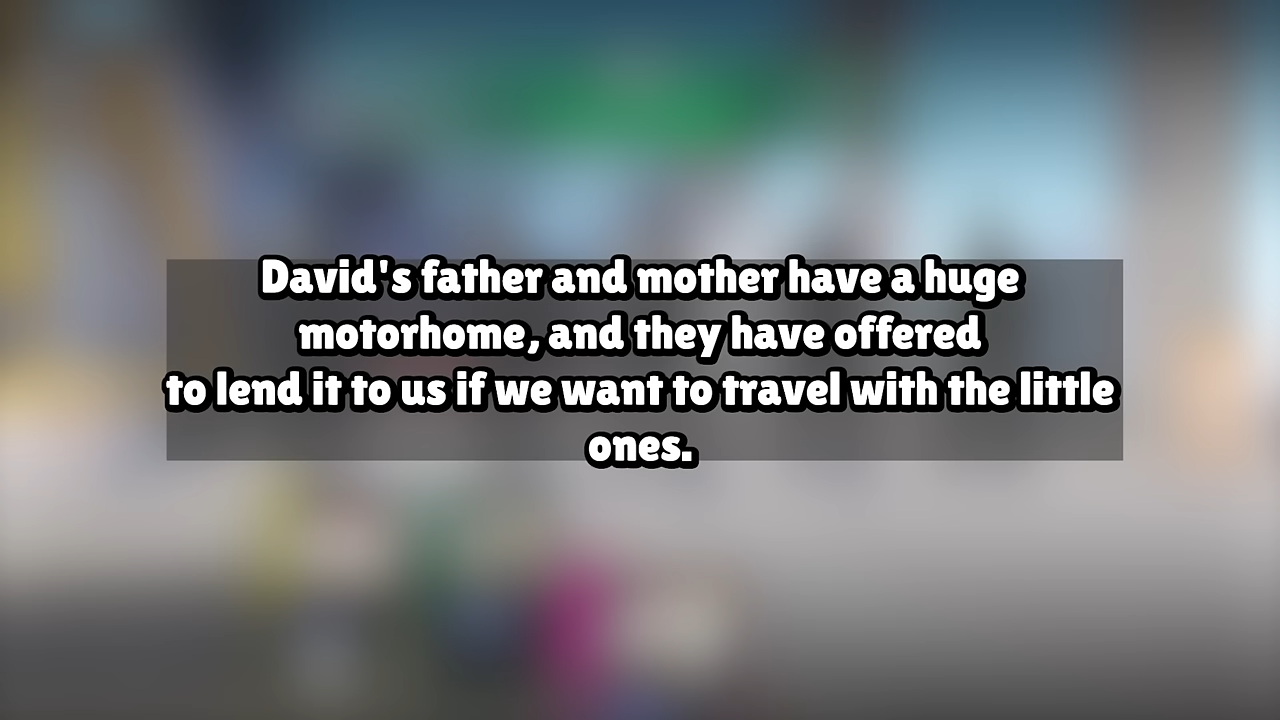 David's father and mother have a huge
motorhome, and they have offered
to lend it to us if we want to travel with the little
ones.